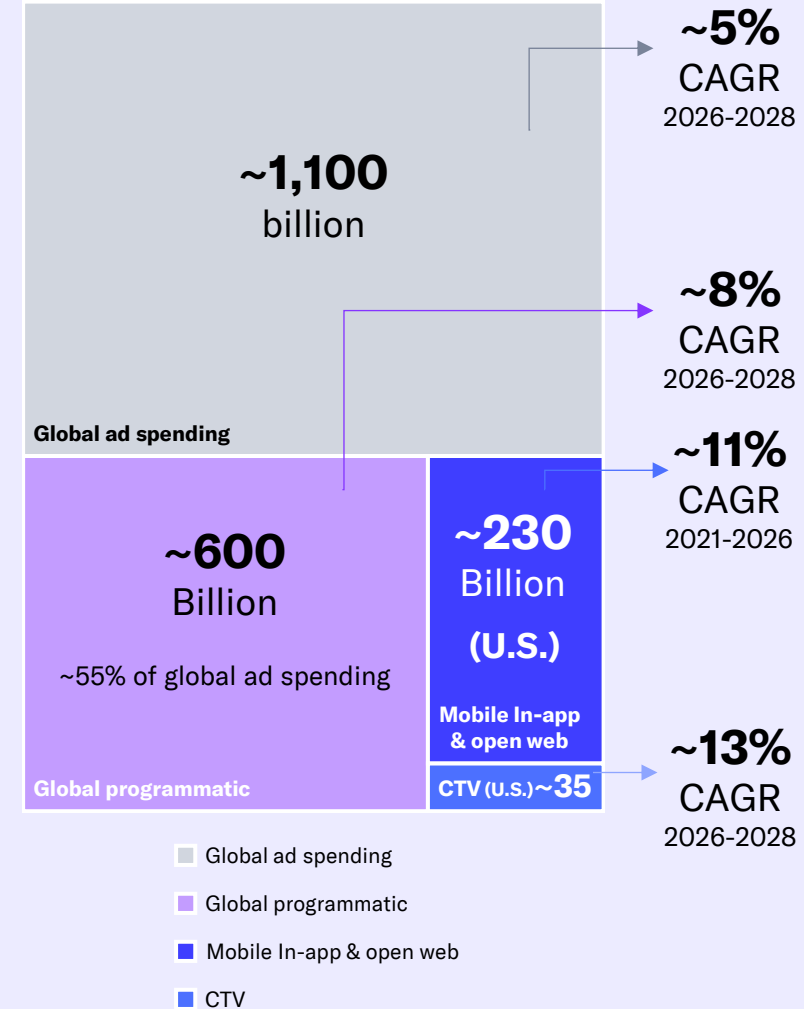 ~5%
CAGR
2026-2028
~1,100
billion
Global ad spending
~8%
CAGR
2026-2028
~11%
CAGR
2021-2026
~600
Billion
~55% of global ad spending
Global programmatic
~230
Billion
(U.S.)
Mobile In-app
& open web
CTV (U.S.)~35
~13%
CAGR
2026-2028
Global ad spending
Global programmatic
Mobile In-app & open web
CTV